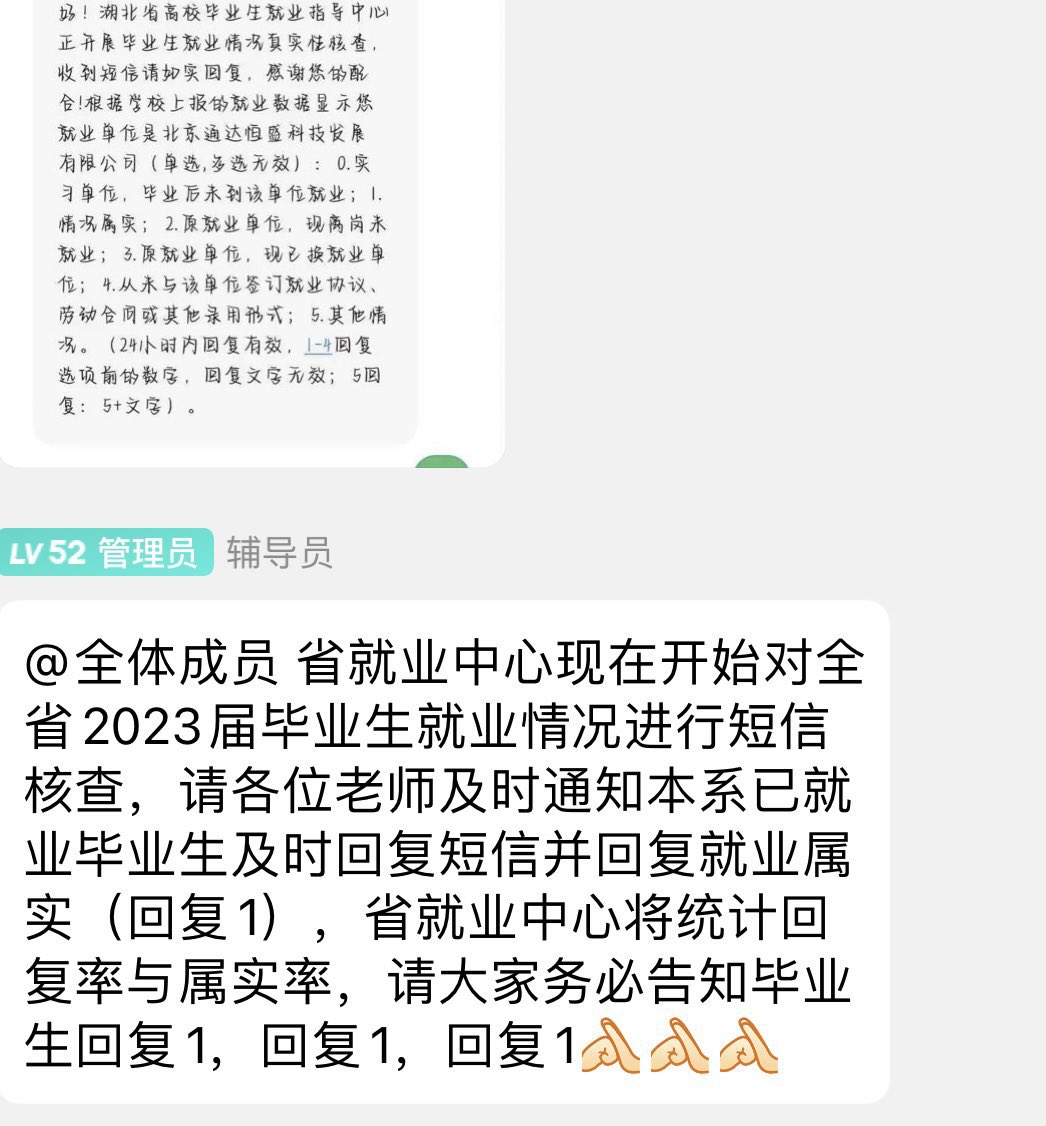 好！湖北省高校毕业生就业指导中心
正开展毕业生就业情况真实性核查，
收到短信请如实回复，感谢您的配
合!根据学校上报的就业数据显示您
就业单位是北京通达恒盛科技发展
有限公司（单选,多选无效）：0.实
习单位，毕业后未到该单位就业；1.
情况属实；2.原就业单位，现离岗未
就业；3.原就业单位，现已换就业单
位；4.从未与该单位签订就业协议、
劳动合同或其他录用形式；5.其他情
况。（24小时内回复有效，1-4回复
选项前的数字，回复文字无效；5回
复：5+文字）。
LV 52 管理员 辅导员
@全体成员 省就业中心现在开始对全
省2023届毕业生就业情况进行短信
核查，请各位老师及时通知本系已就
业毕业生及时回复短信并回复就业属
实（回复1），省就业中心将统计回
复率与属实率，请大家务必告知毕业
生回复1，回复1，回复1